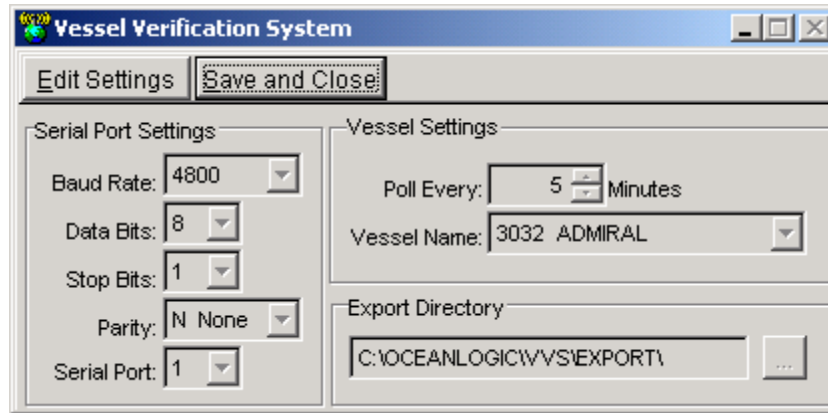 Vessel Verification System
Edit Settings Save and Close
Serial Port Settings
Baud Rate: 4800
Data Bits: 8
Stop Bits: 1
Parity: N None
Serial Port: 1
Vessel Settings
Poll Every: 5 Minutes
Vessel Name: 3032 ADMIRAL
Export Directory
C:\OCEANLOGIC\VVS\EXPORT\
...